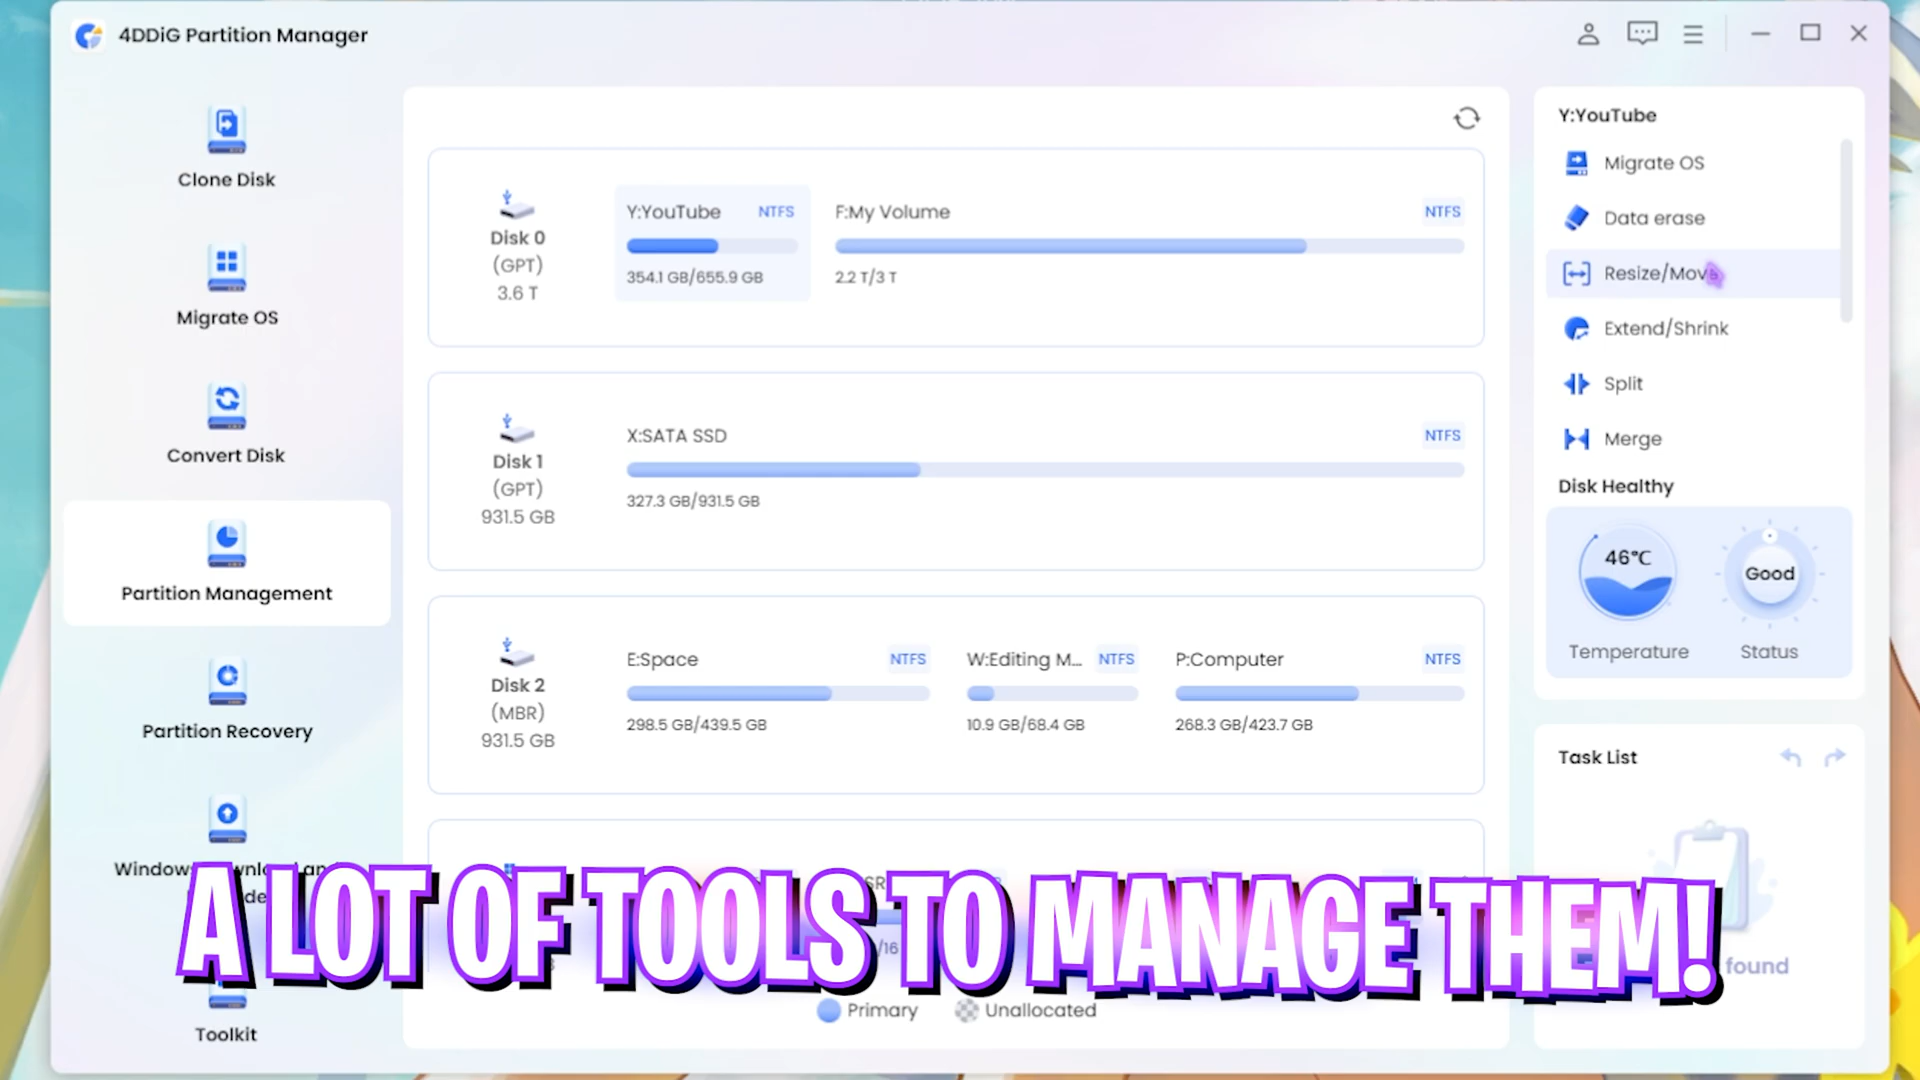 4DDiG Partition Manager
Clone Disk
Migrate OS
Convert Disk
Partition Management
Partition Recovery
Toolkit
Disk 0
(GPT)
3.6 T
Y:YouTube NTFS
354.1 GB/655.9 GB
F:My Volume NTFS
2.2 T/3 T
Disk 1
(GPT)
931.5 GB
X:SATA SSD NTFS
327.3 GB/931.5 GB
Disk 2
(MBR)
931.5 GB
E:Space NTFS
298.5 GB/439.5 GB
W:Editing M... NTFS
10.9 GB/68.4 GB
P:Computer NTFS
268.3 GB/423.7 GB
A LOT OF TOOLS TO MANAGE THEM!
Primary Unallocated
Y:YouTube
Migrate OS
Data erase
Resize/Move
Extend/Shrink
Split
Merge
Disk Healthy
46℃
Temperature
Good
Status
Task List
found